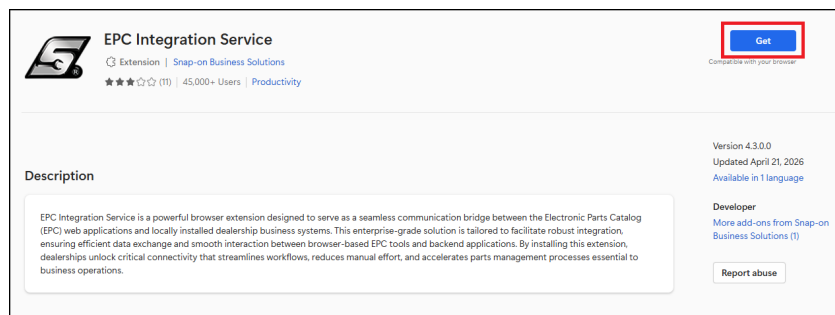 EPC Integration Service
Extension | Snap-on Business Solutions
(11) | 45,000+ Users | Productivity
Get
Compatible with your browser
Description
EPC Integration Service is a powerful browser extension designed to serve as a seamless communication bridge between the Electronic Parts Catalog
(EPC) web applications and locally installed dealership business systems. This enterprise-grade solution is tailored to facilitate robust integration,
ensuring efficient data exchange and smooth interaction between browser-based EPC tools and backend applications. By installing this extension,
dealerships unlock critical connectivity that streamlines workflows, reduces manual effort, and accelerates parts management processes essential to
business operations.
Version 4.3.0.0
Updated April 21, 2026
Available in 1 language
Developer
More add-ons from Snap-on
Business Solutions (1)
Report abuse